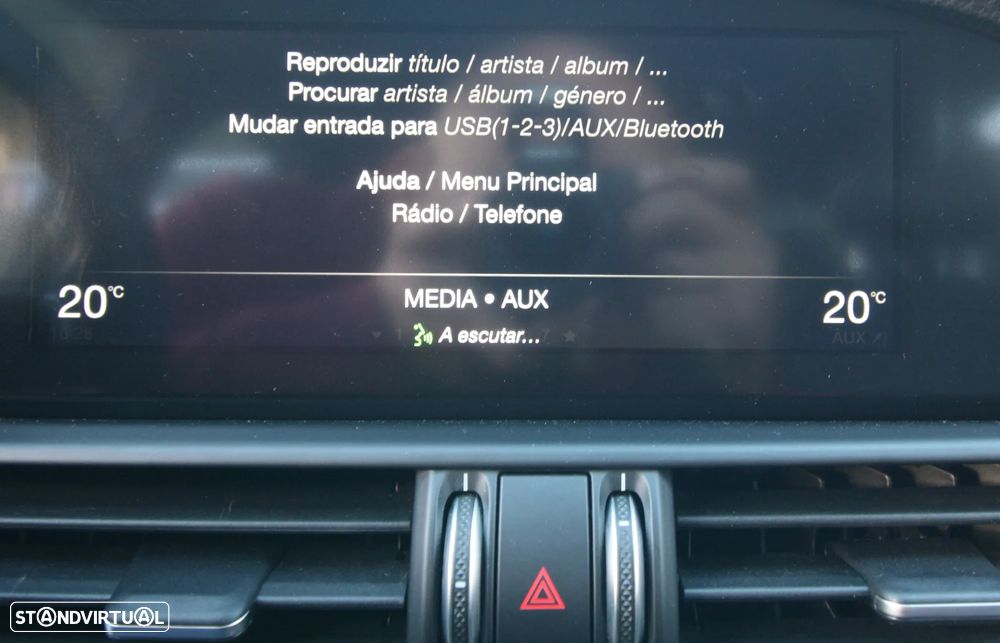 Reproduzir título / artista / album / ...
Procurar artista / álbum / género / ...
Mudar entrada para USB(1-2-3)/AUX/Bluetooth
Ajuda / Menu Principal
Rádio / Telefone
20°C
MEDIA • AUX
20°C
A escutar...
AUX
STANDVIRTUAL